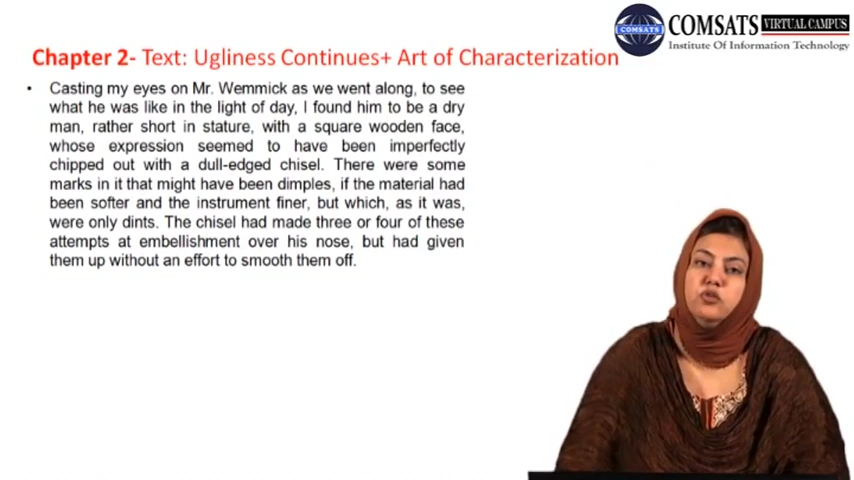 COMSATS VIRTUAL CAMPUS
COMSATS
Institute Of Information Technology
Chapter 2- Text: Ugliness Continues+ Art of Characterization
• Casting my eyes on Mr. Wemmick as we went along, to see
what he was like in the light of day, I found him to be a dry
man, rather short in stature, with a square wooden face,
whose expression seemed to have been imperfectly
chipped out with a dull-edged chisel. There were some
marks in it that might have been dimples, if the material had
been softer and the instrument finer, but which, as it was,
were only dints. The chisel had made three or four of these
attempts at embellishment over his nose, but had given
them up without an effort to smooth them off.